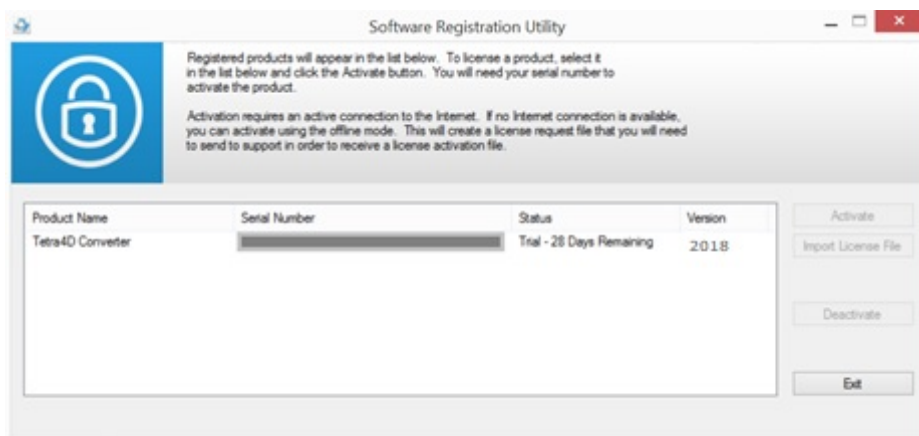 Software Registration Utility
Registered products will appear in the list below. To license a product, select it
in the list below and click the Activate button. You will need your serial number to
activate the product.
Activation requires an active connection to the Internet. If no Internet connection is available,
you can activate using the offline mode. This will create a license request file that you will need
to send to support in order to receive a license activation file.
Product Name Serial Number Status Version
Tetra4D Converter Trial - 28 Days Remaining 2018
Activate
Import License File
Deactivate
Exit